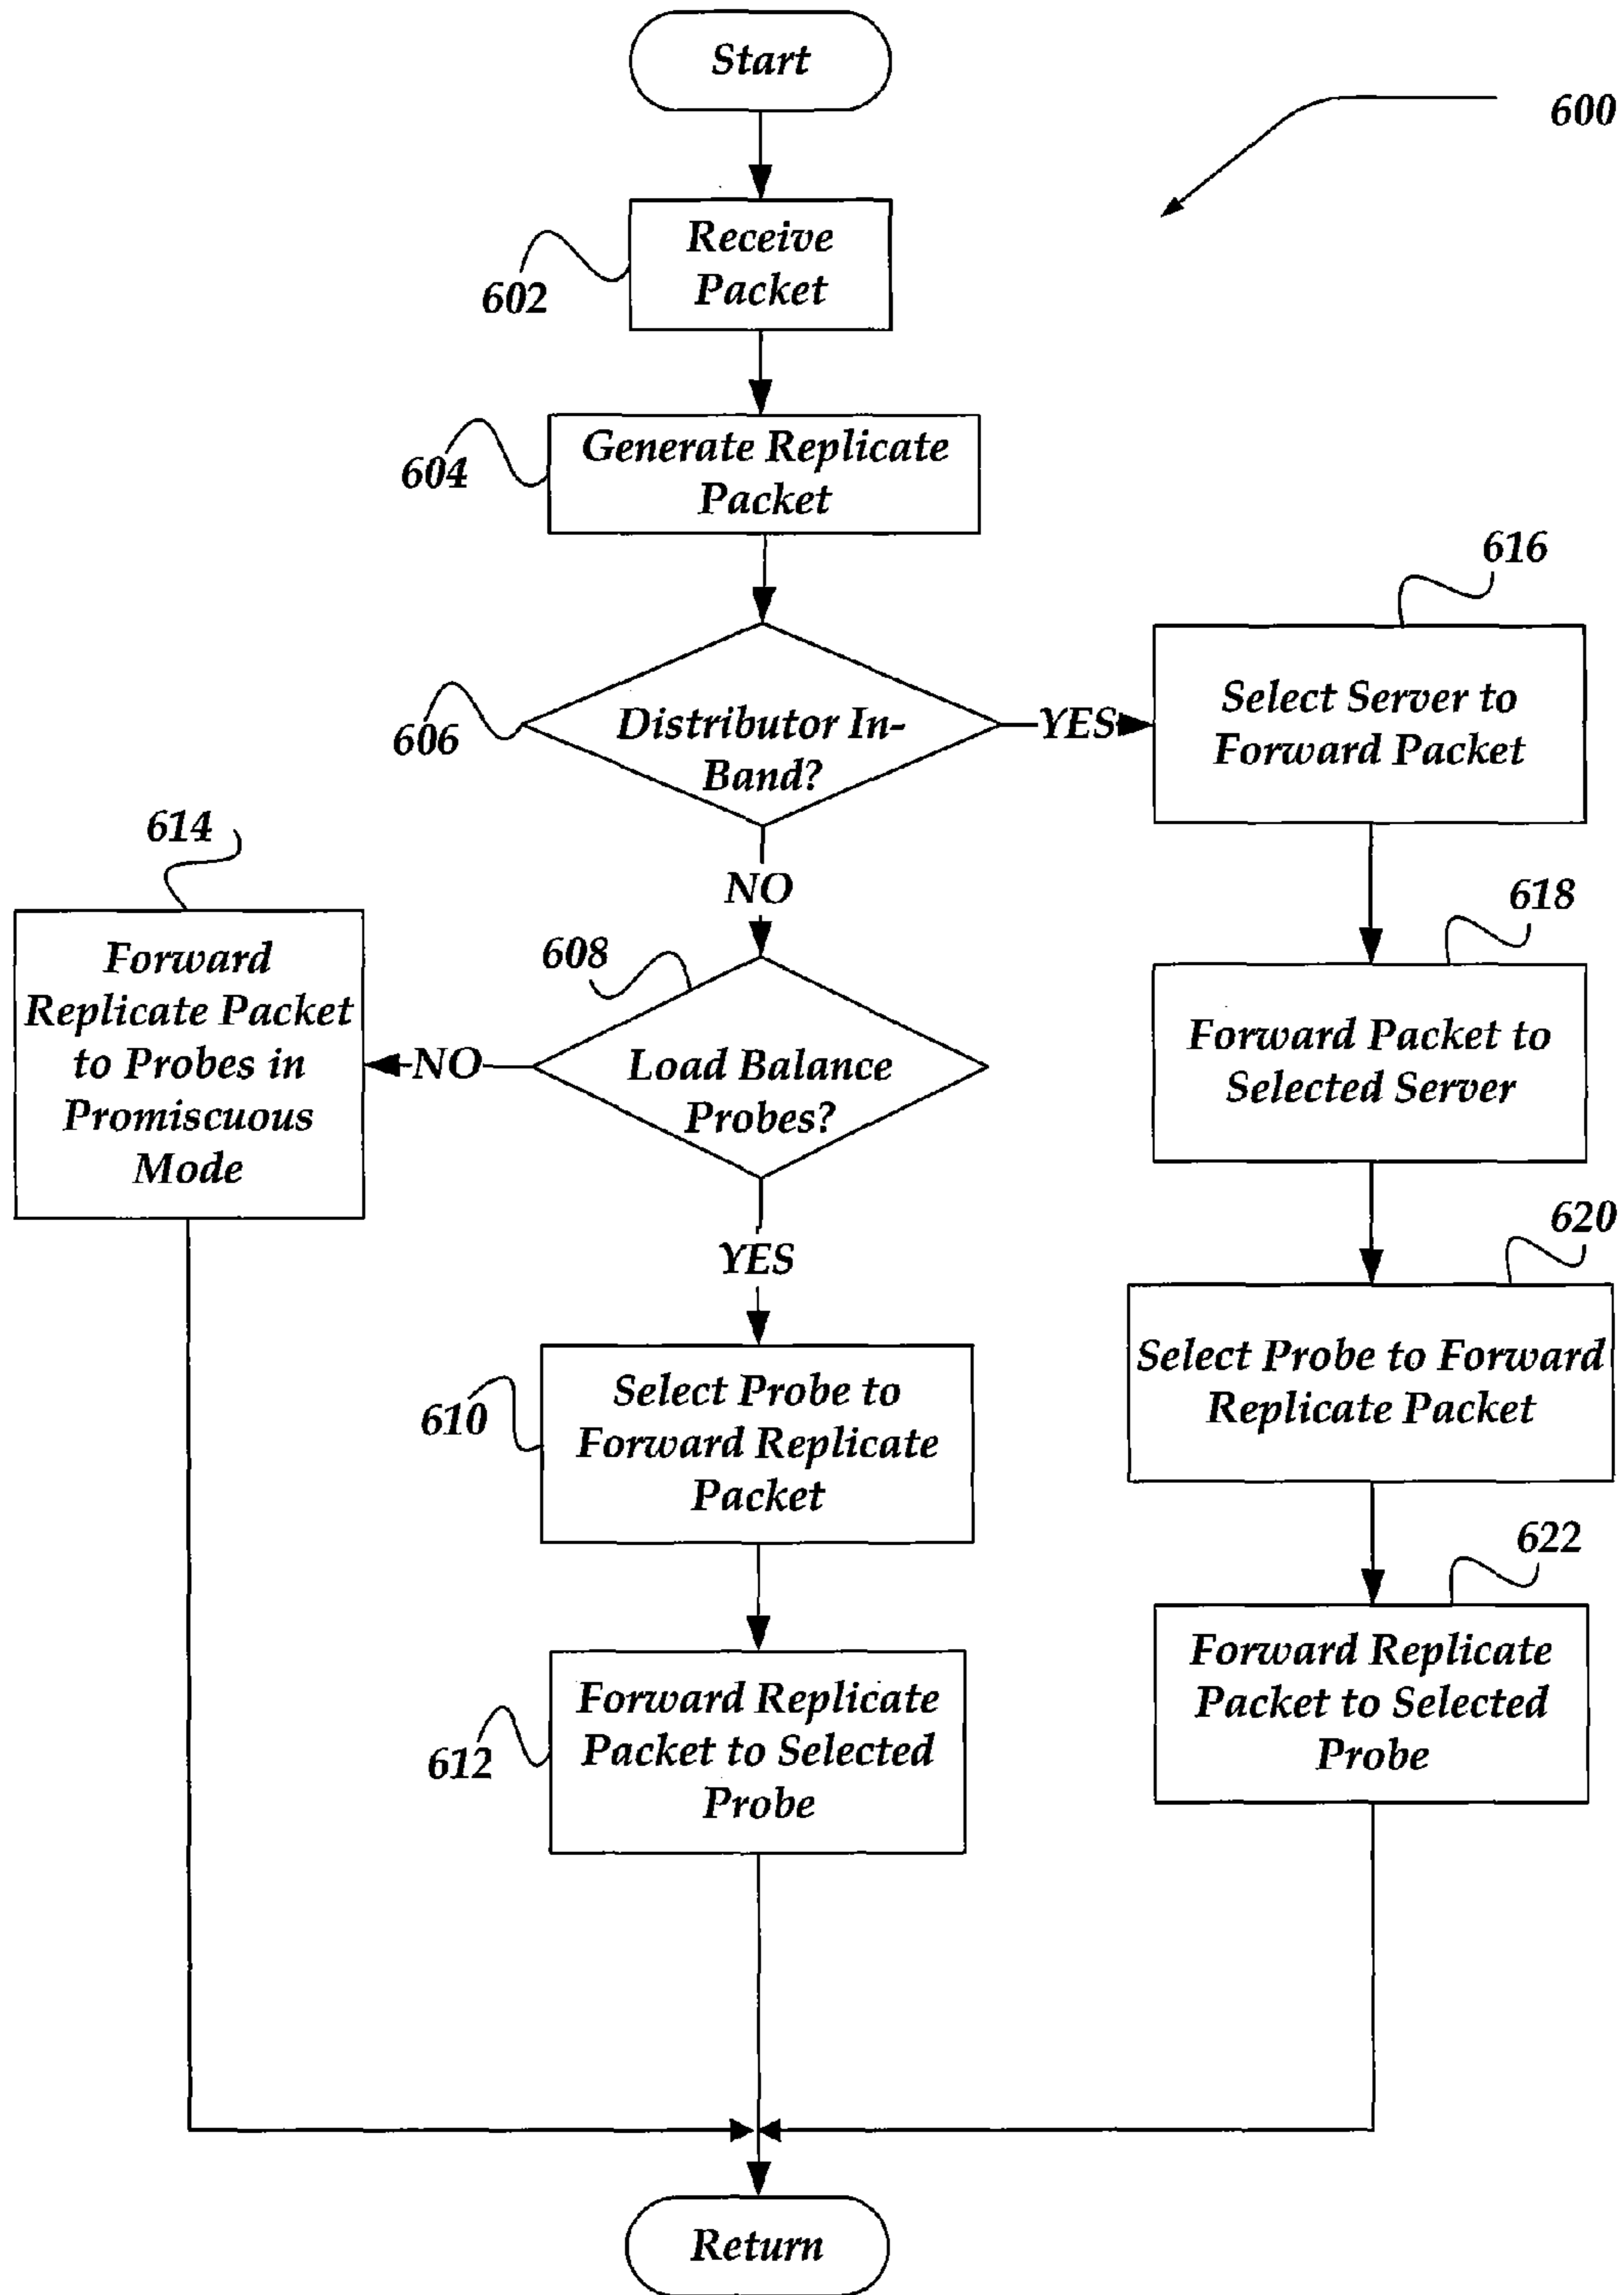 Start
600
Receive
Packet
602
Generate Replicate
Packet
604
616
Distributor In-
Band?
606
YES
Select Server to
Forward Packet
614
NO
618
Forward
Replicate Packet
to Probes in
Promiscuous
Mode
608
NO
Load Balance
Probes?
Forward Packet to
Selected Server
YES
620
Select Probe to
Forward Replicate
Packet
610
Select Probe to Forward
Replicate Packet
622
Forward Replicate
Packet to Selected
Probe
612
Forward Replicate
Packet to Selected
Probe
Return